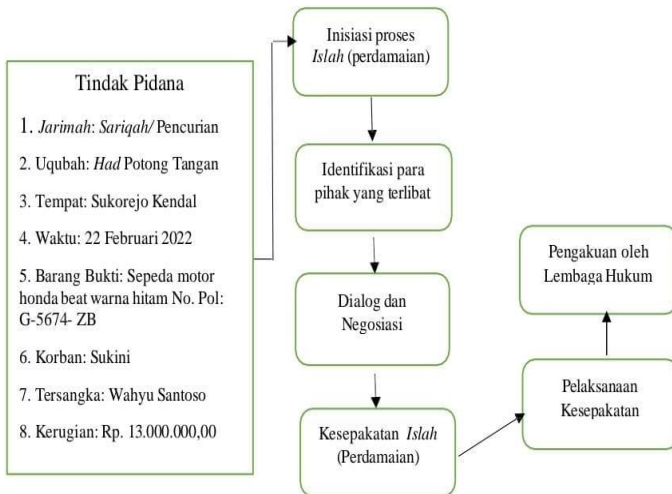 Tindak Pidana
1. Jarimah: Sariqah/ Pencurian
2. Uqubah: Had Potong Tangan
3. Tempat: Sukorejo Kendal
4. Waktu: 22 Februari 2022
5. Barang Bukti: Sepeda motor
honda beat warna hitam No. Pol:
G-5674- ZB
6. Korban: Sukini
7. Tersangka: Wahyu Santoso
8. Kerugian: Rp. 13.000.000,00
Inisiasi proses
Islah (perdamaian)
Identifikasi para
pihak yang terlibat
Dialog dan
Negosiasi
Kesepakatan Islah
(Perdamaian)
Pelaksanaan
Kesepakatan
Pengakuan oleh
Lembaga Hukum